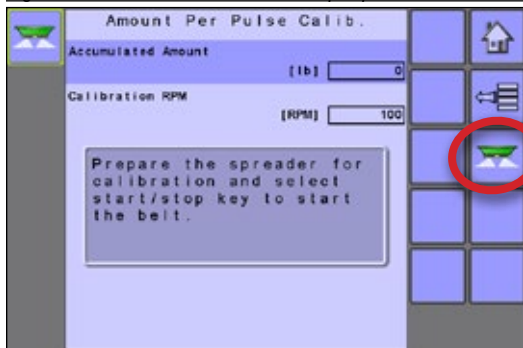 Amount Per Pulse Calib.
Accumulated Amount
[lb] 0
Calibration RPM
[RPM] 100
Prepare the spreader for
calibration and select
start/stop key to start
the belt.